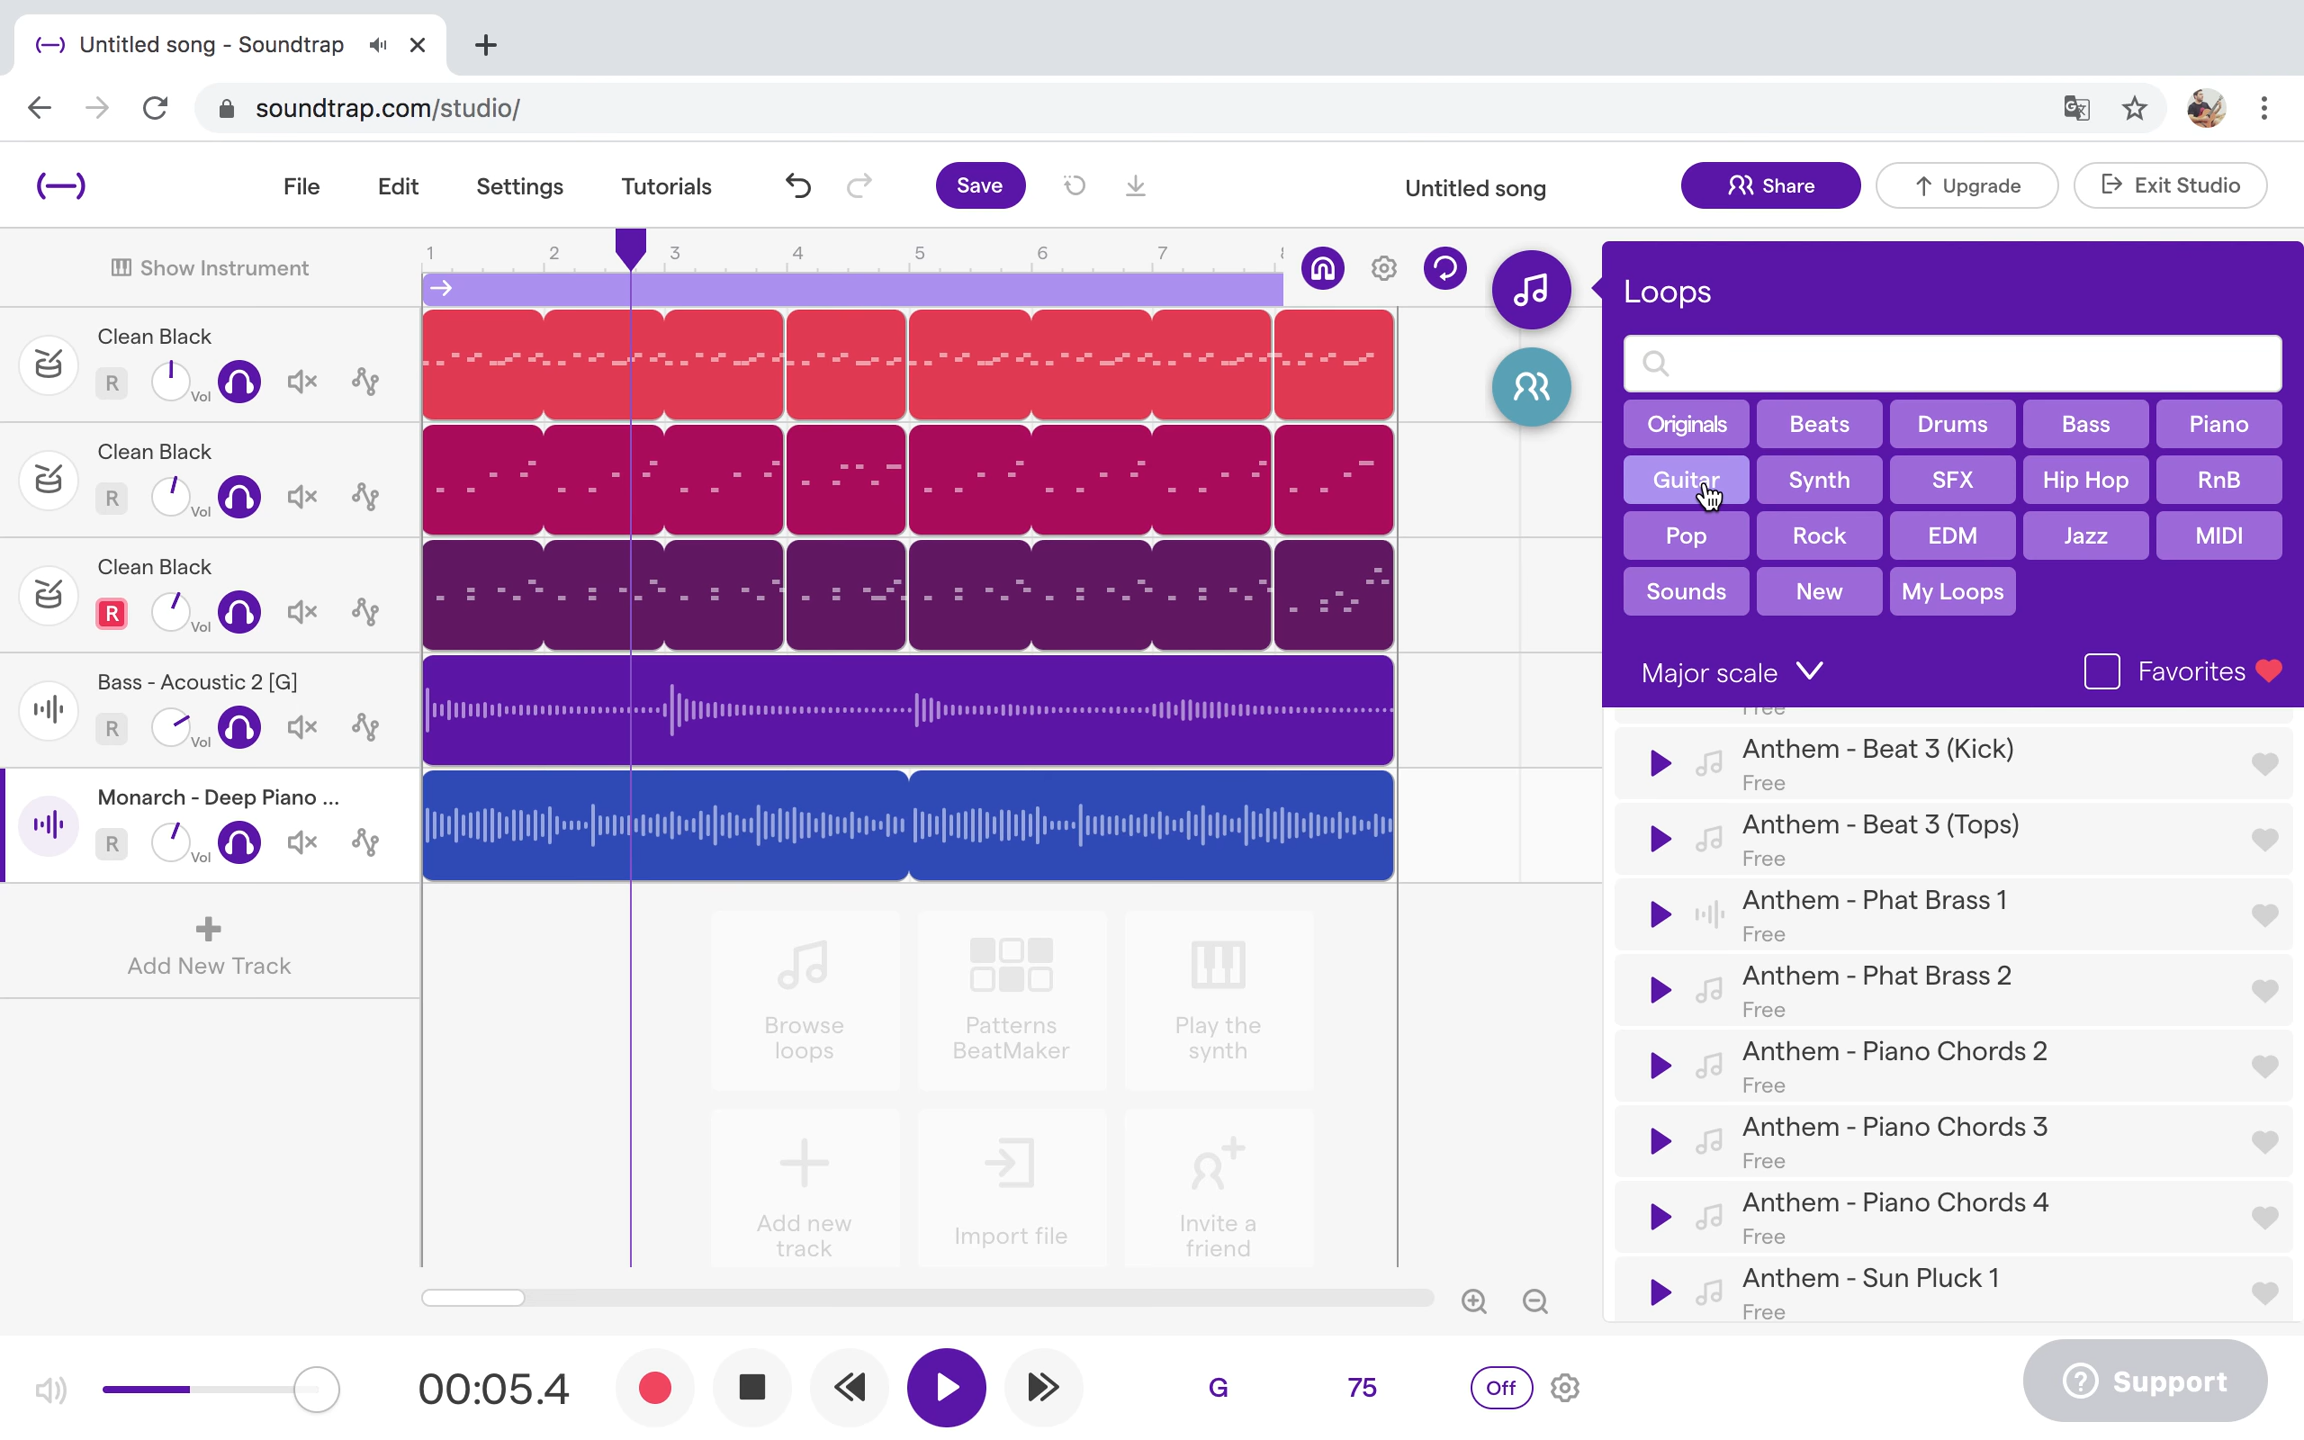 Untitled song - Soundtrap
soundtrap.com/studio/
File Edit Settings Tutorials Save Untitled song Share Upgrade Exit Studio
Show Instrument
1 2 3 4 5 6 7
Clean Black
R Vol
Clean Black
R Vol
Clean Black
R Vol
Bass - Acoustic 2 [G]
R Vol
Monarch - Deep Piano ...
R Vol
Add New Track
Browse
loops
Patterns
BeatMaker
Play the
synth
Add new
track
Import file
Invite a
friend
Loops
Originals Beats Drums Bass Piano
Guitar Synth SFX Hip Hop RnB
Pop Rock EDM Jazz MIDI
Sounds New My Loops
Major scale Favorites
Free
Anthem - Beat 3 (Kick)
Free
Anthem - Beat 3 (Tops)
Free
Anthem - Phat Brass 1
Free
Anthem - Phat Brass 2
Free
Anthem - Piano Chords 2
Free
Anthem - Piano Chords 3
Free
Anthem - Piano Chords 4
Free
Anthem - Sun Pluck 1
Free
00:05.4 G 75 Off
? Support